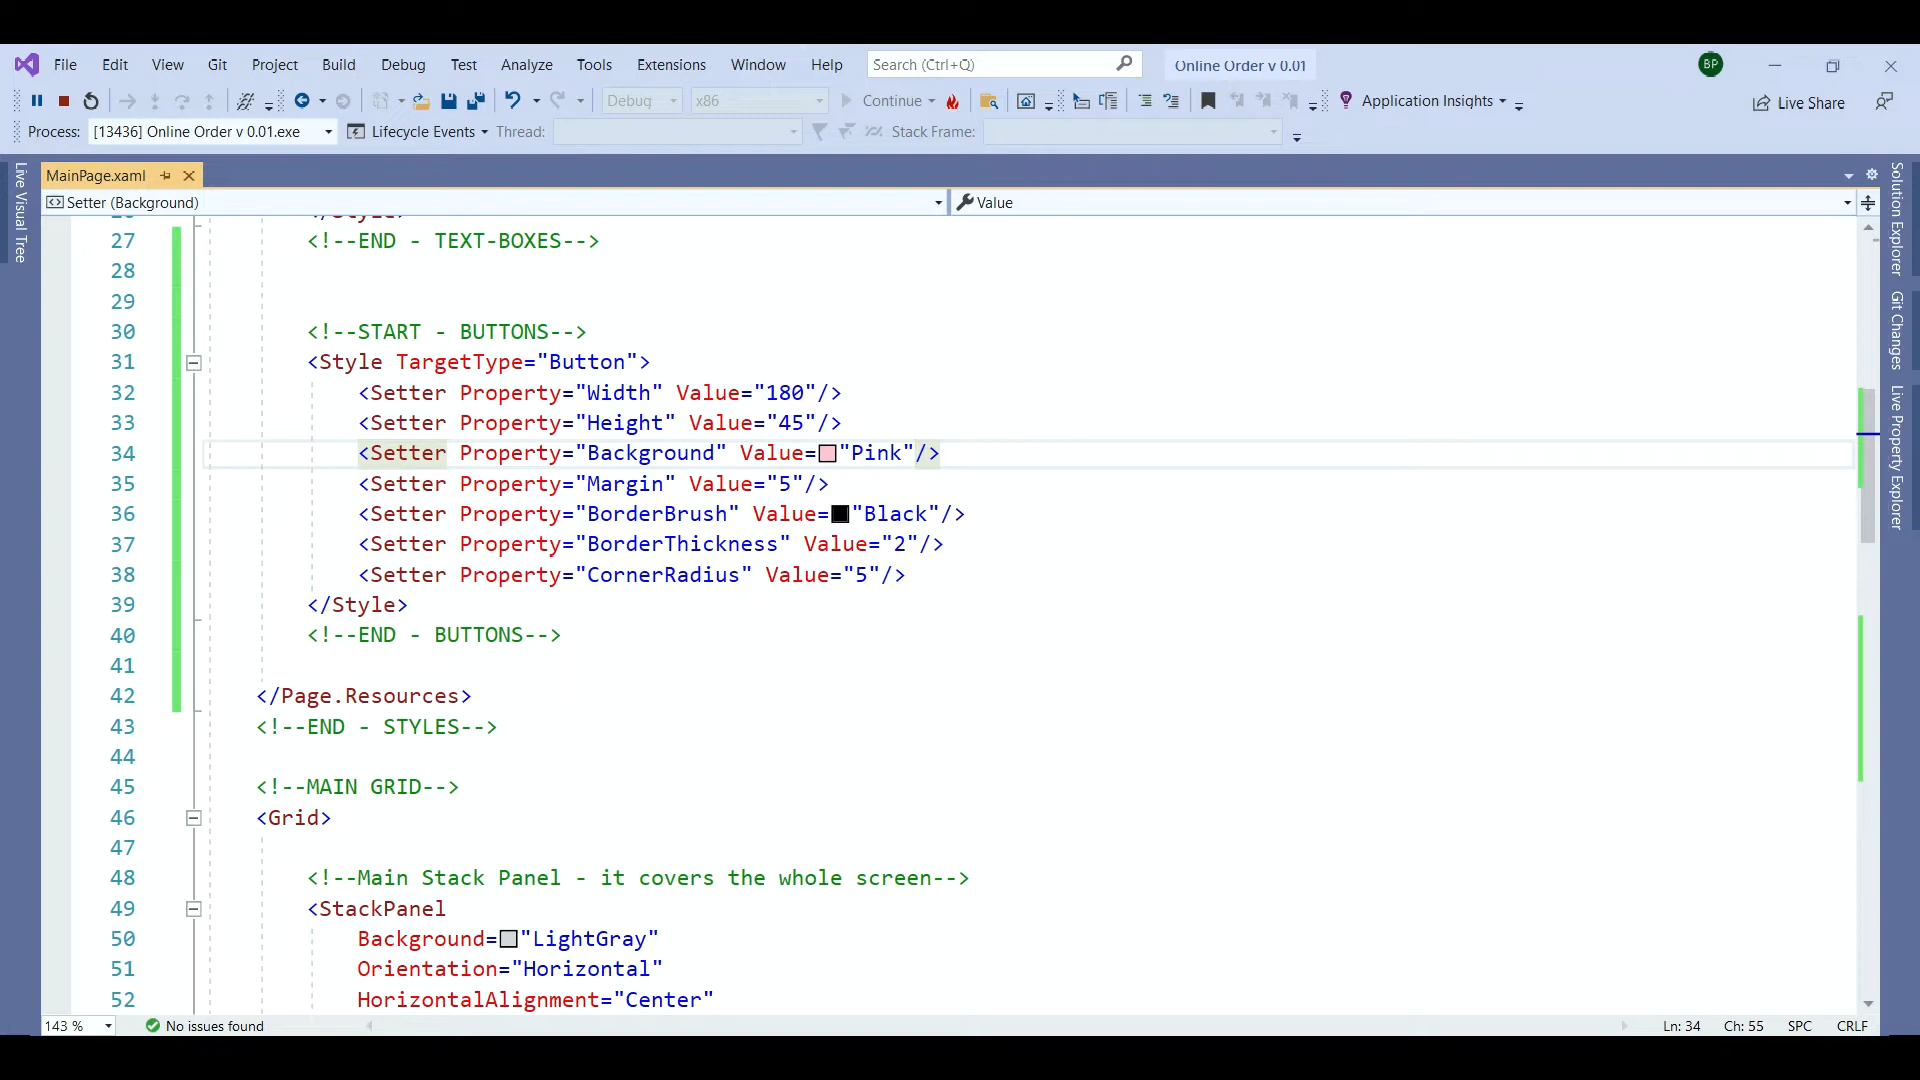 File Edit View Git Project Build Debug Test Analyze Tools Extensions Window Help Search (Ctrl+Q) Online Order v 0.01 BP
Debug x86 Continue Application Insights Live Share
Process: [13436] Online Order v 0.01.exe Lifecycle Events Thread: Stack Frame:
Live Visual Tree
MainPage.xaml
Setter (Background) Value
27 <!--END - TEXT-BOXES-->
28
29
30 <!--START - BUTTONS-->
31 <Style TargetType="Button">
32 <Setter Property="Width" Value="180"/>
33 <Setter Property="Height" Value="45"/>
34 <Setter Property="Background" Value="Pink"/>
35 <Setter Property="Margin" Value="5"/>
36 <Setter Property="BorderBrush" Value="Black"/>
37 <Setter Property="BorderThickness" Value="2"/>
38 <Setter Property="CornerRadius" Value="5"/>
39 </Style>
40 <!--END - BUTTONS-->
41
42 </Page.Resources>
43 <!--END - STYLES-->
44
45 <!--MAIN GRID-->
46 <Grid>
47
48 <!--Main Stack Panel - it covers the whole screen-->
49 <StackPanel
50 Background="LightGray"
51 Orientation="Horizontal"
52 HorizontalAlignment="Center"
Solution Explorer
Git Changes
Live Property Explorer
143 % No issues found Ln: 34 Ch: 55 SPC CRLF